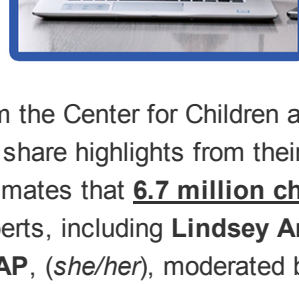 the Center for Children a
share highlights from their
mates that 6.7 million ch
erts, including Lindsey A
AP, (she/her), moderated b